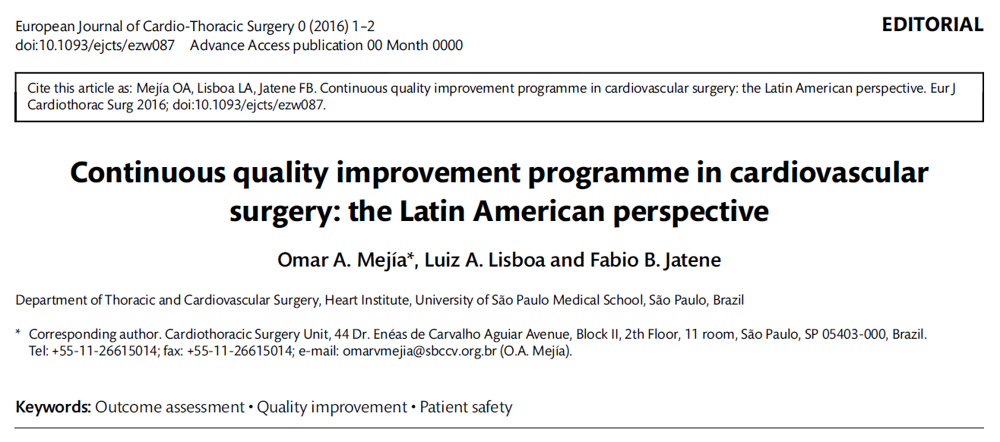 European Journal of Cardio-Thoracic Surgery 0 (2016) 1–2
EDITORIAL
doi:10.1093/ejcts/ezw087 Advance Access publication 00 Month 0000
Cite this article as: Mejía OA, Lisboa LA, Jatene FB. Continuous quality improvement programme in cardiovascular surgery: the Latin American perspective. Eur J
Cardiothorac Surg 2016; doi:10.1093/ejcts/ezw087.
Continuous quality improvement programme in cardiovascular
surgery: the Latin American perspective
Omar A. Mejía*, Luiz A. Lisboa and Fabio B. Jatene
Department of Thoracic and Cardiovascular Surgery, Heart Institute, University of São Paulo Medical School, São Paulo, Brazil
* Corresponding author. Cardiothoracic Surgery Unit, 44 Dr. Enéas de Carvalho Aguiar Avenue, Block II, 2th Floor, 11 room, São Paulo, SP 05403-000, Brazil.
Tel: +55-11-26615014; fax: +55-11-26615014; e-mail: omarvmejia@sbccv.org.br (O.A. Mejía).
Keywords: Outcome assessment • Quality improvement • Patient safety